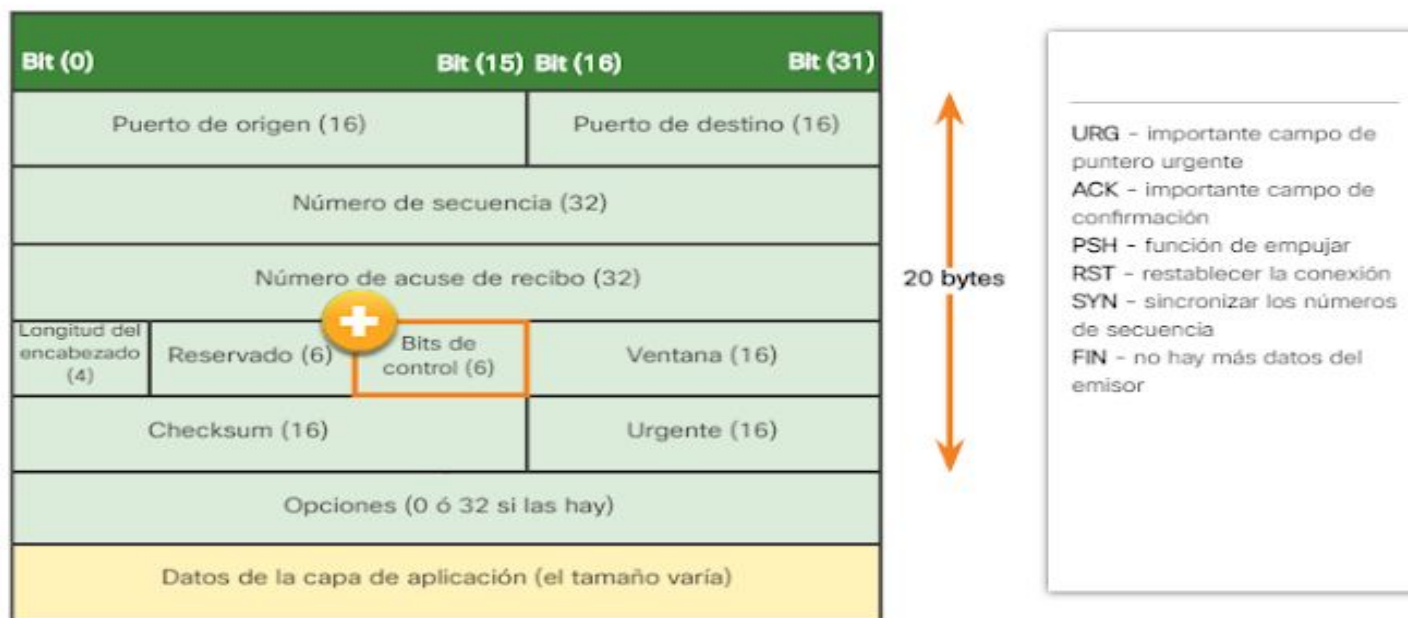 Bit (0) Bit (15) Bit (16) Bit (31)
Puerto de origen (16) Puerto de destino (16)
Número de secuencia (32)
Número de acuse de recibo (32)
Longitud del
encabezado
(4)
Reservado (6)
Bits de
control (6)
Ventana (16)
Checksum (16) Urgente (16)
Opciones (0 ó 32 si las hay)
Datos de la capa de aplicación (el tamaño varía)
20 bytes
URG - importante campo de
puntero urgente
ACK - importante campo de
confirmación
PSH - función de empujar
RST - restablecer la conexión
SYN - sincronizar los números
de secuencia
FIN - no hay más datos del
emisor